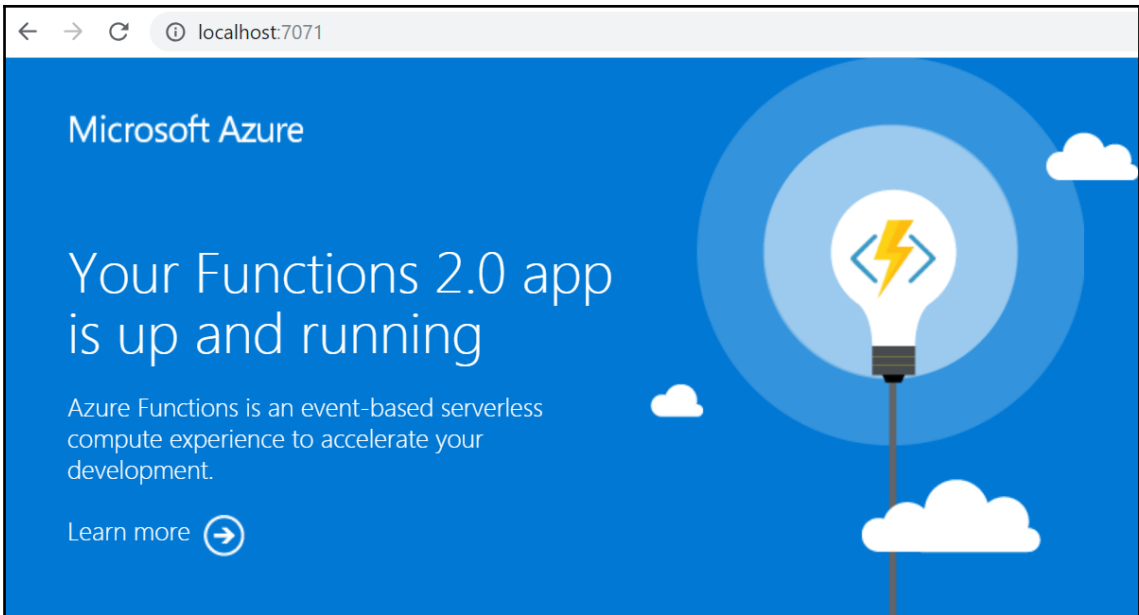 localhost:7071
Microsoft Azure
Your Functions 2.0 app
is up and running
Azure Functions is an event-based serverless
compute experience to accelerate your
development.
Learn more